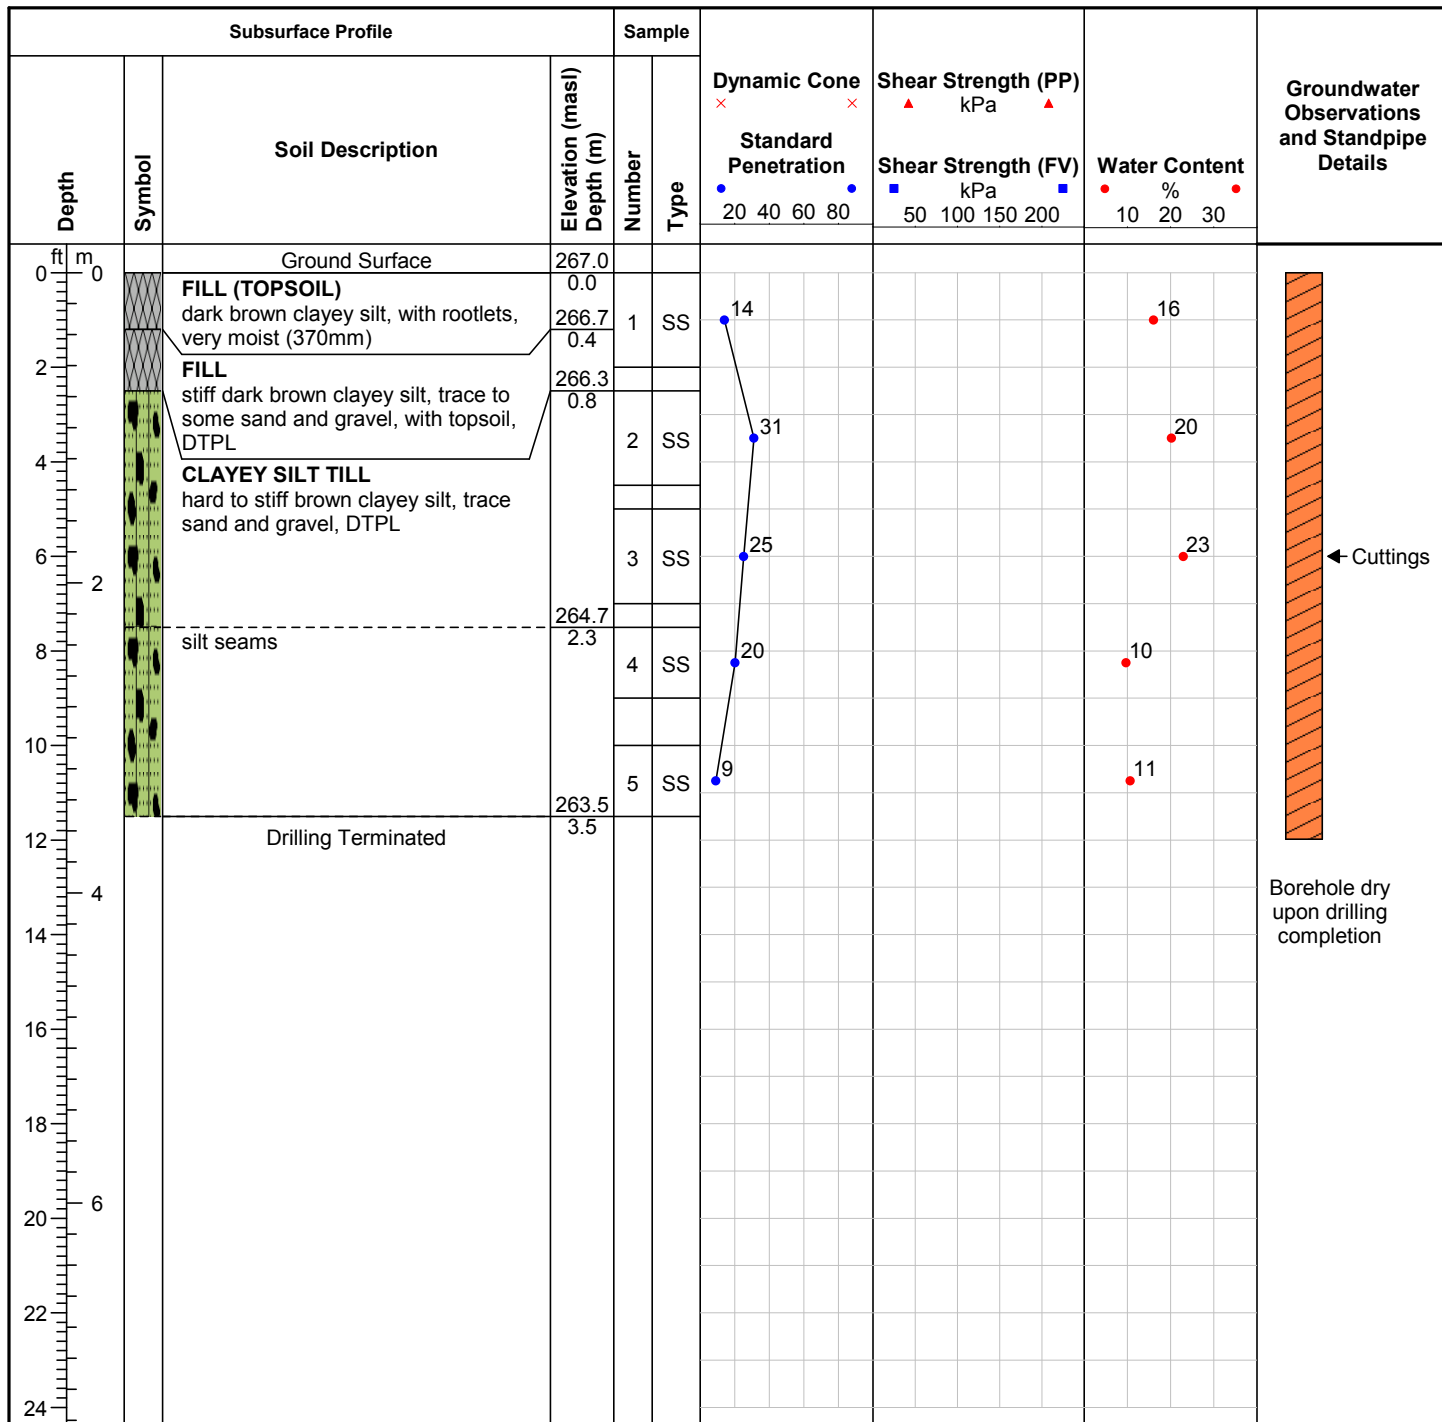 Subsurface Profile
Sample
Depth
Symbol
Soil Description
Elevation (masl)
Depth (m)
Number
Type
Dynamic Cone
Standard
Penetration
20 40 60 80
Shear Strength (PP)
kPa
Shear Strength (FV)
kPa
50 100 150 200
Water Content
%
10 20 30
Groundwater
Observations
and Standpipe
Details
ft m
Ground Surface
267.0
0 0
0.0
FILL (TOPSOIL)
dark brown clayey silt, with rootlets,
very moist (370mm)
266.7
0.4
1 SS
14
16
2
FILL
stiff dark brown clayey silt, trace to
some sand and gravel, with topsoil,
DTPL
266.3
0.8
2 SS
31
20
4
CLAYEY SILT TILL
hard to stiff brown clayey silt, trace
sand and gravel, DTPL
3 SS
25
23
Cuttings
6
2
264.7
2.3
silt seams
8
4 SS
20
10
10
5 SS
9
11
263.5
3.5
Drilling Terminated
12
4
Borehole dry
upon drilling
completion
14
16
18
6
20
22
24